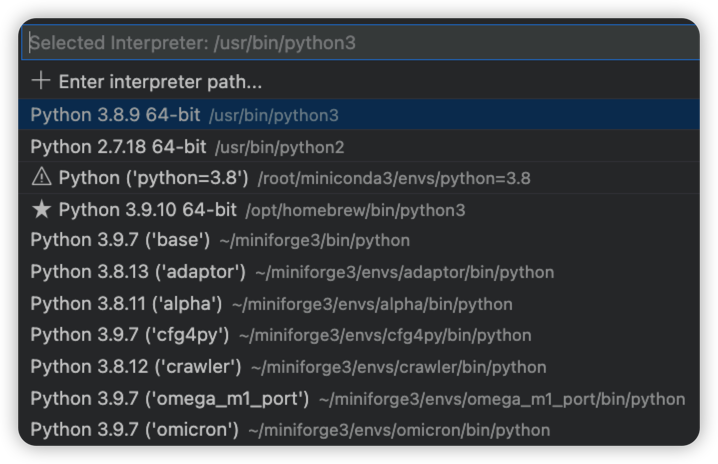 Selected Interpreter: /usr/bin/python3
Enter interpreter path...
Python 3.8.9 64-bit /usr/bin/python3
Python 2.7.18 64-bit /usr/bin/python2
Python ('python=3.8') /root/miniconda3/envs/python=3.8
★ Python 3.9.10 64-bit /opt/homebrew/bin/python3
Python 3.9.7 ('base') ~/miniforge3/bin/python
Python 3.8.13 ('adaptor') ~/miniforge3/envs/adaptor/bin/python
Python 3.8.11 ('alpha') ~/miniforge3/envs/alpha/bin/python
Python 3.9.7 ('cfg4py') ~/miniforge3/envs/cfg4py/bin/python
Python 3.8.12 ('crawler') ~/miniforge3/envs/crawler/bin/python
Python 3.9.7 ('omega_m1_port') ~/miniforge3/envs/omega_m1_port/bin/python
Python 3.9.7 ('omicron') ~/miniforge3/envs/omicron/bin/python